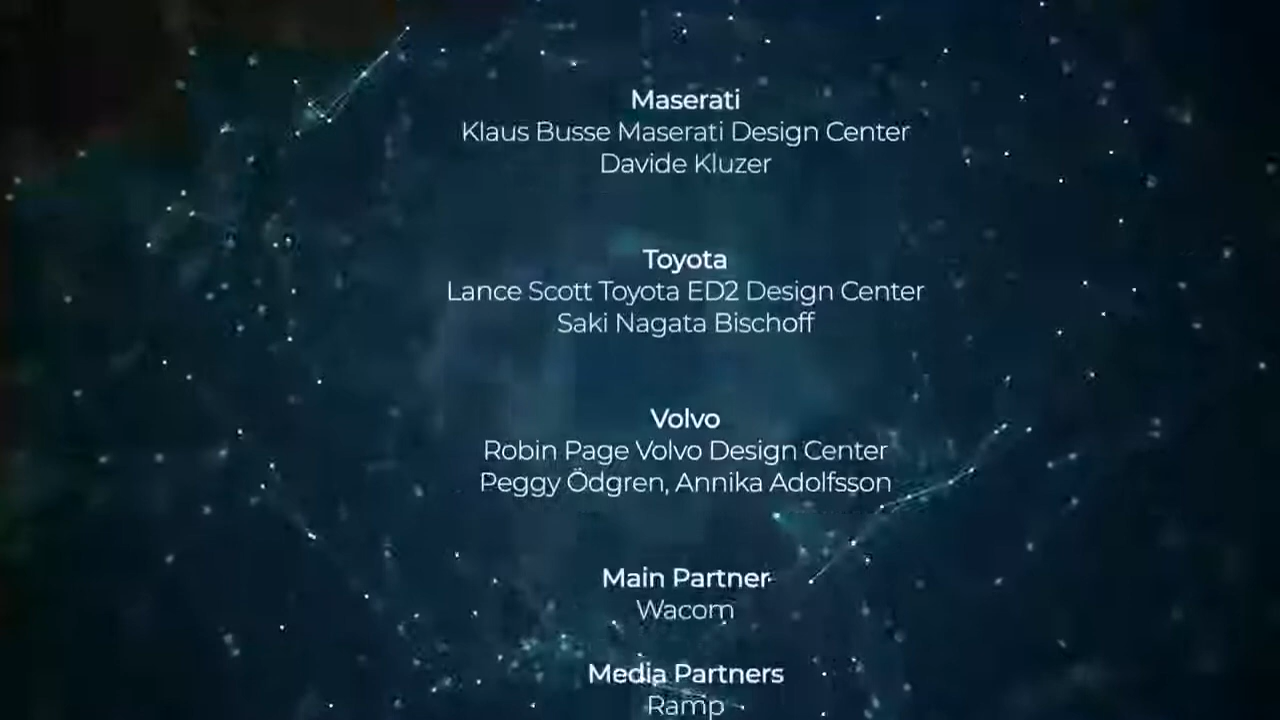 Maserati
Klaus Busse Maserati Design Center
Davide Kluzer
Toyota
Lance Scott Toyota ED2 Design Center
Saki Nagata Bischoff
Volvo
Robin Page Volvo Design Center
Peggy Ödgren, Annika Adolfsson
Main Partner
Wacom
Media Partners
Ramp